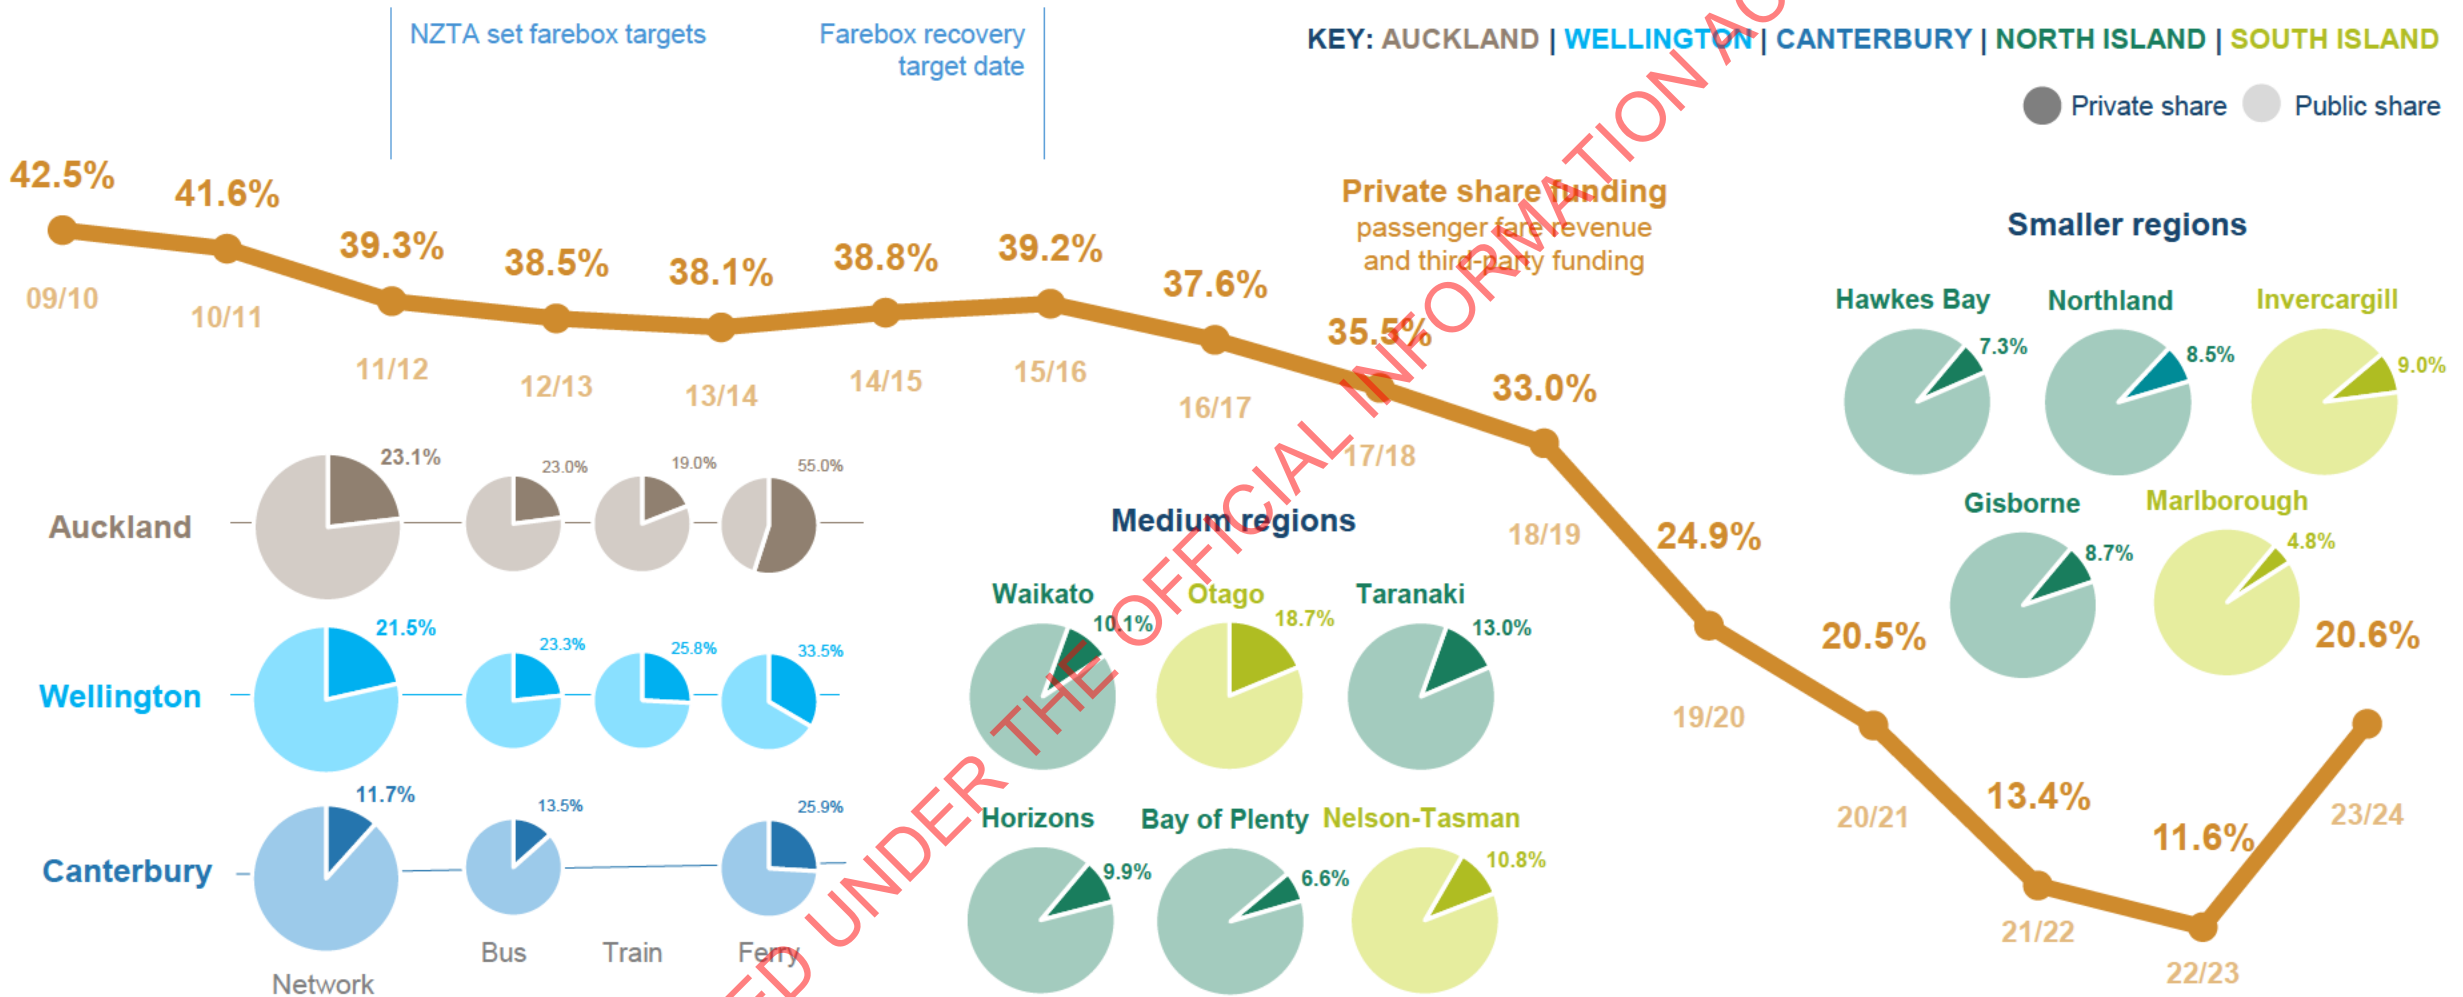 NZTA set farebox targets
Farebox recovery
target date
KEY: AUCKLAND | WELLINGTON | CANTERBURY | NORTH ISLAND | SOUTH ISLAND
Private share
Public share
42.5%
41.6%
39.3%
38.5%
38.1%
38.8%
39.2%
37.6%
35.5%
33.0%
24.9%
20.5%
13.4%
11.6%
20.6%
09/10
10/11
11/12
12/13
13/14
14/15
15/16
16/17
17/18
18/19
19/20
20/21
21/22
22/23
23/24
Private share funding
passenger fare revenue
and third-party funding
Auckland
23.1%
23.0%
19.0%
55.0%
Wellington
21.5%
23.3%
25.8%
33.5%
Canterbury
11.7%
13.5%
25.9%
Network
Bus
Train
Ferry
Medium regions
Waikato
10.1%
Otago
18.7%
Taranaki
13.0%
Horizons
9.9%
Bay of Plenty
6.6%
Nelson-Tasman
10.8%
Smaller regions
Hawkes Bay
7.3%
Northland
8.5%
Invercargill
9.0%
Gisborne
8.7%
Marlborough
4.8%
UNDER THE OFFICIAL INFORMATION